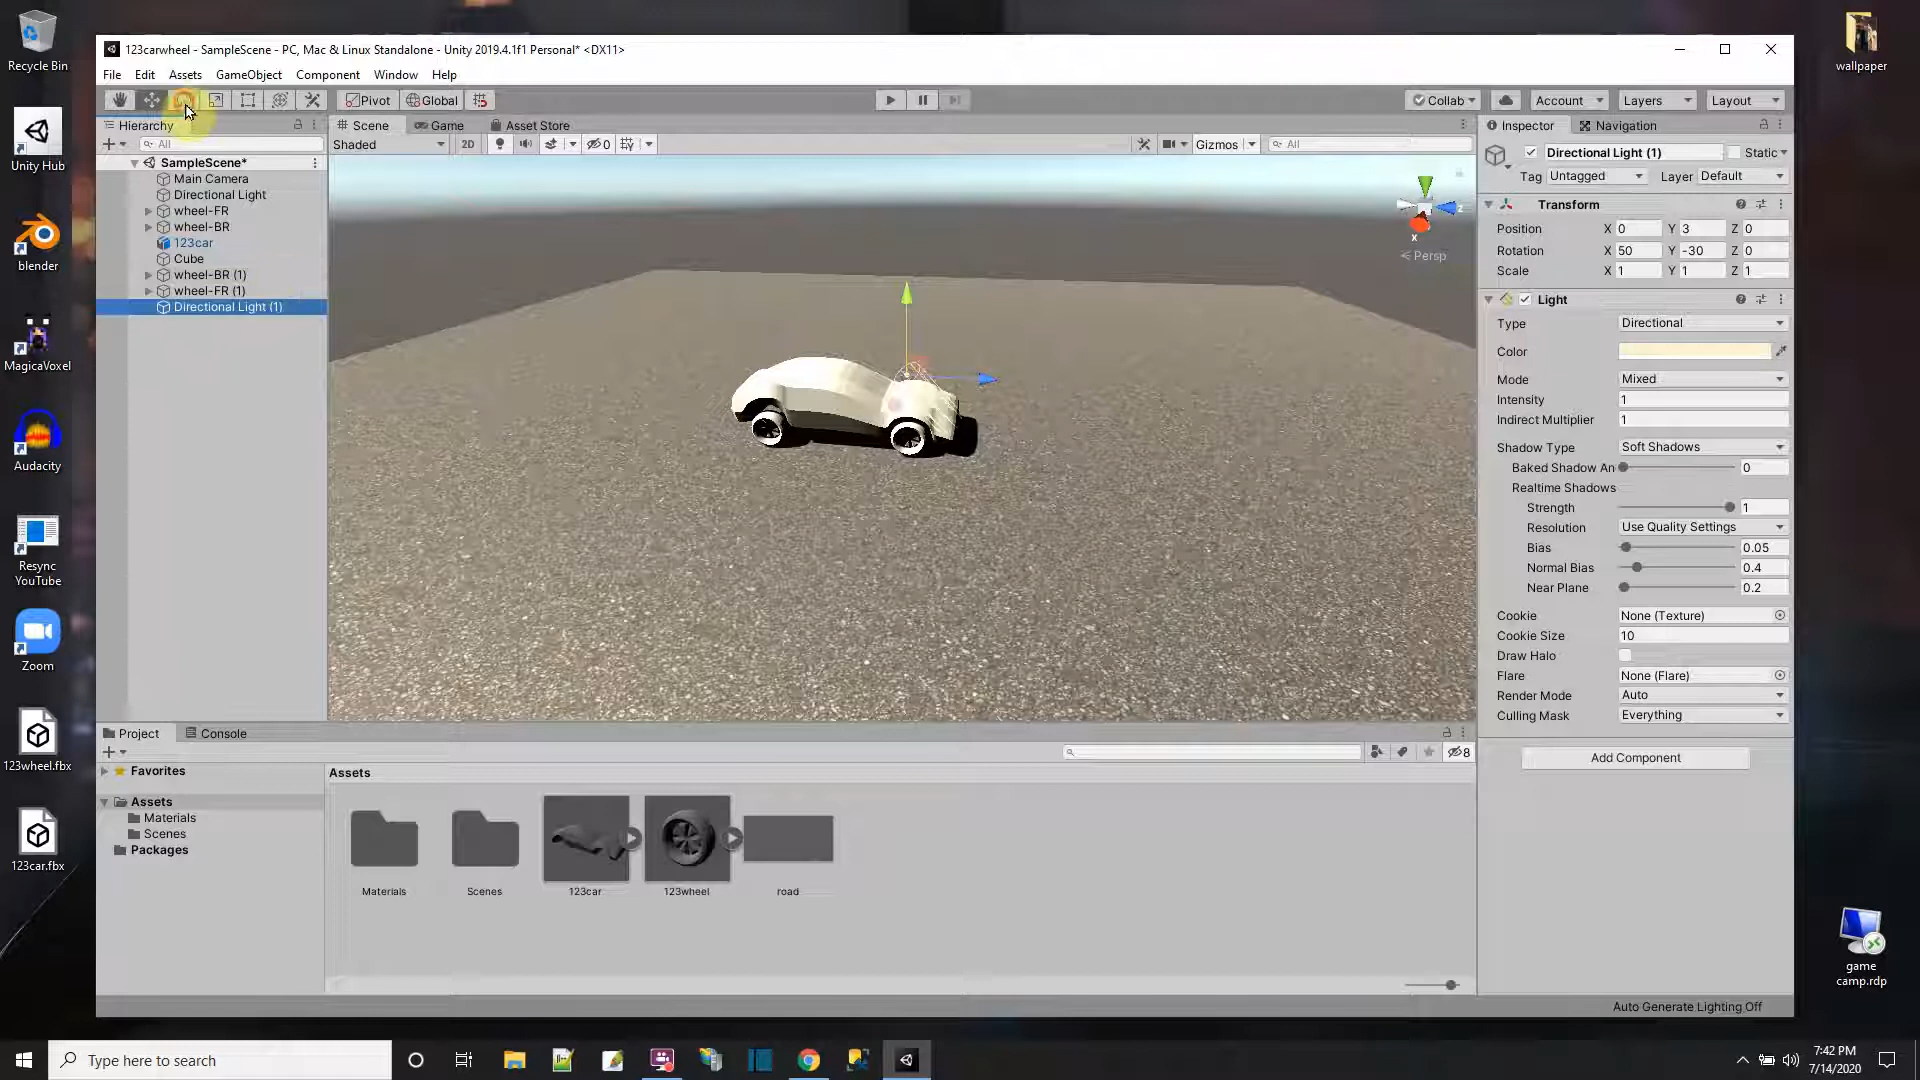 Recycle Bin
Unity Hub
blender
MagicaVoxel
Audacity
Resync
YouTube
Zoom
123wheel.fbx
123car.fbx
wallpaper
game
camp.rdp
123carwheel - SampleScene - PC, Mac & Linux Standalone - Unity 2019.4.1f1 Personal* <DX11>
File Edit Assets GameObject Component Window Help
Pivot Global Collab Account Layers Layout
Hierarchy
All
SampleScene*
Main Camera
Directional Light
wheel-FR
wheel-BR
123car
Cube
wheel-BR (1)
wheel-FR (1)
Directional Light (1)
Scene Game Asset Store
Shaded 2D 0 Gizmos All
z
x
< Persp
Inspector Navigation
Directional Light (1) Static
Tag Untagged Layer Default
Transform
Position X 0 Y 3 Z 0
Rotation X 50 Y -30 Z 0
Scale X 1 Y 1 Z 1
Light
Type Directional
Color
Mode Mixed
Intensity 1
Indirect Multiplier 1
Shadow Type Soft Shadows
Baked Shadow An 0
Realtime Shadows
Strength 1
Resolution Use Quality Settings
Bias 0.05
Normal Bias 0.4
Near Plane 0.2
Cookie None (Texture)
Cookie Size 10
Draw Halo
Flare None (Flare)
Render Mode Auto
Culling Mask Everything
Add Component
Project Console
8
Favorites
Assets
Materials
Scenes
Packages
Assets
Materials Scenes 123car 123wheel road
Auto Generate Lighting Off
Type here to search
7:42 PM
7/14/2020